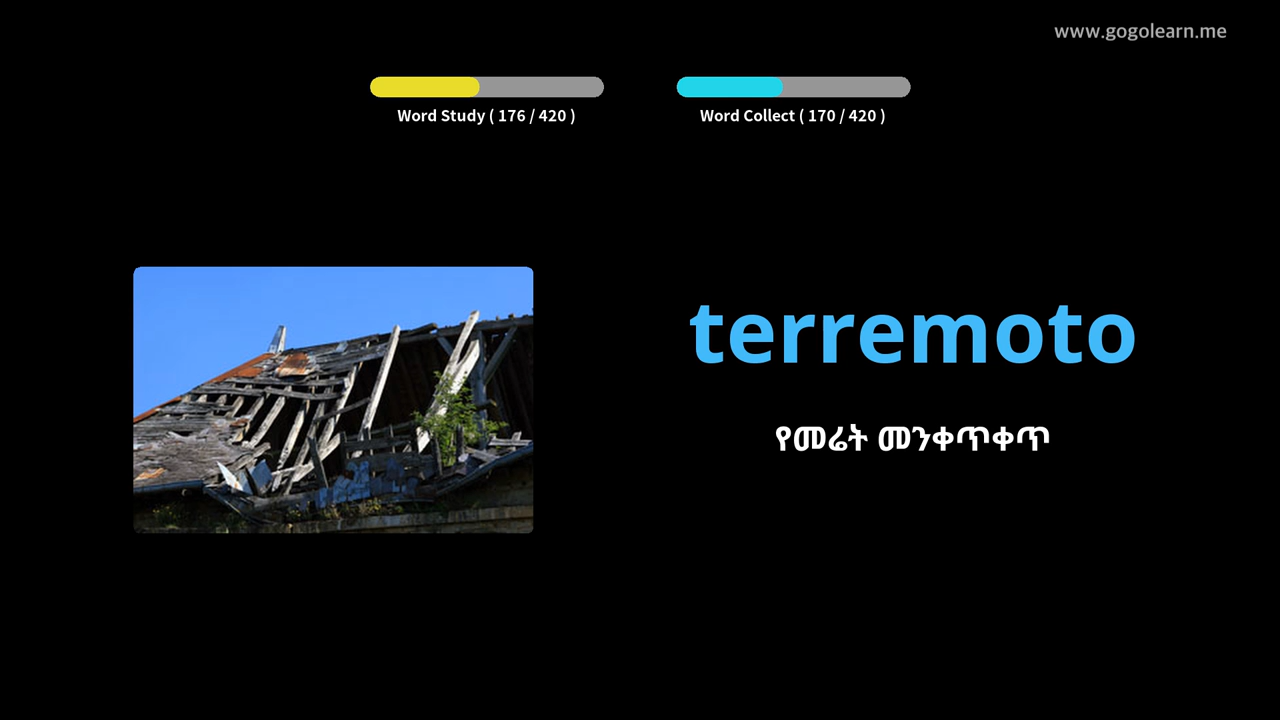 www.gogolearn.me
Word Study ( 176 / 420 )
Word Collect ( 170 / 420 )
terremoto
የመሬት መንቀጥቀጥ